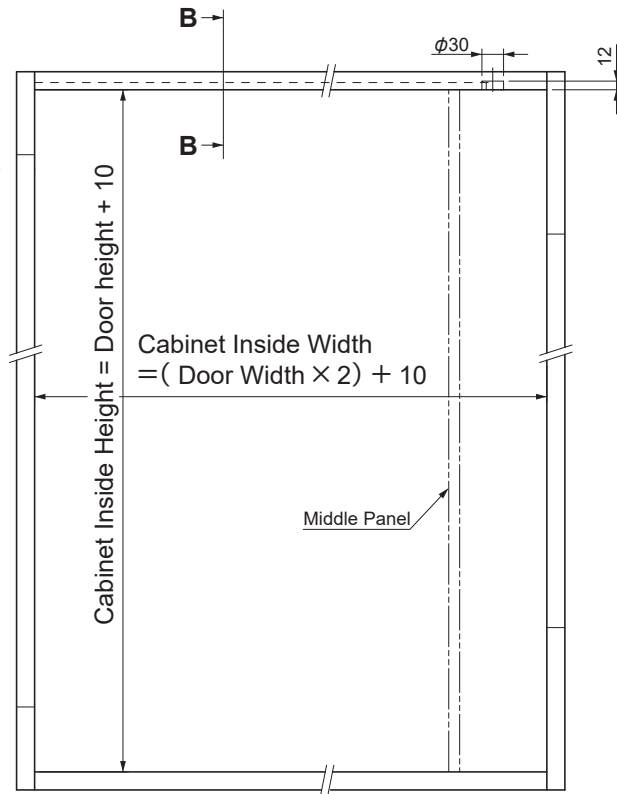 B
φ30
12
B
Cabinet Inside Height = Door height + 10
Cabinet Inside Width
=( Door Width × 2) + 10
Middle Panel